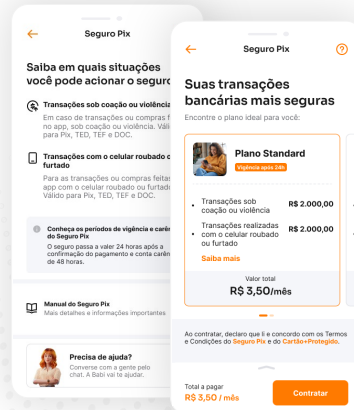 Seguro Pix
Saiba em quais situações
você pode acionar o seguro
Transações sob coação ou violência
Em caso de transações ou compras f
no app, sob coação ou violência. Váli
para Pix, TED, TEF e DOC.
Transações com o celular roubado o
furtado
Para as transações ou compras feitas
app com o celular roubado ou furtado
Válido para Pix, TED, TEF e DOC.
Conheça os períodos de vigência e carên
do Seguro Pix
O seguro passa a valer 24 horas após a
confirmação do pagamento e conta carên
de 48 horas.
Manual do Seguro Pix
Mais detalhes e informações importantes
Precisa de ajuda?
Converse com a gente pelo
chat. A Babi vai te ajudar.
Seguro Pix
Suas transações
bancárias mais seguras
Encontre o plano ideal para você:
Plano Standard
Vigência após 24h
Transações sob
coação ou violência
R$ 2.000,00
Transações realizadas
com o celular roubado
ou furtado
R$ 2.000,00
Saiba mais
Valor total
R$ 3,50/mês
Ao contratar, declaro que li e concordo com os Termos
e Condições do Seguro Pix e do Cartão+Protegido.
Total a pagar
R$ 3,50 / mês
Contratar